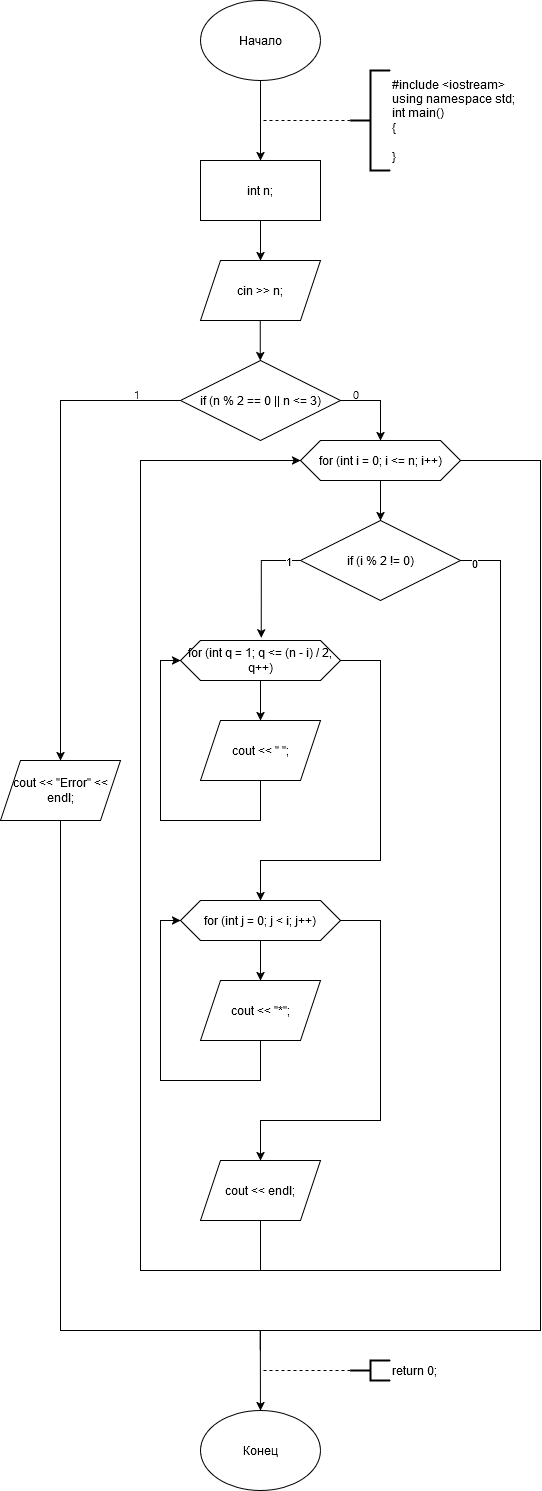 Начало
#include <iostream>
using namespace std;
int main()
{
}
int n;
cin >> n;
if (n % 2 == 0 || n <= 3)
1
0
for (int i = 0; i <= n; i++)
if (i % 2 != 0)
1
0
for (int q = 1; q <= (n - i) / 2;
q++)
cout << " ";
cout << "Error" <<
endl;
for (int j = 0; j < i; j++)
cout << "*";
cout << endl;
return 0;
Конец